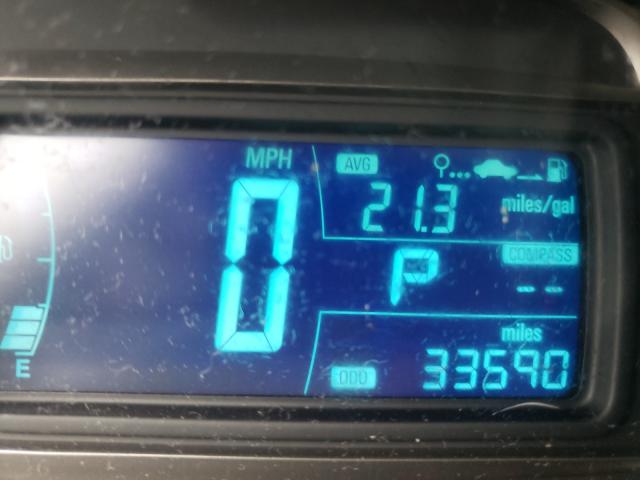 MPH
AVG
21.3 miles/gal
0
P COMPASS
--
E
miles
ODO 33590